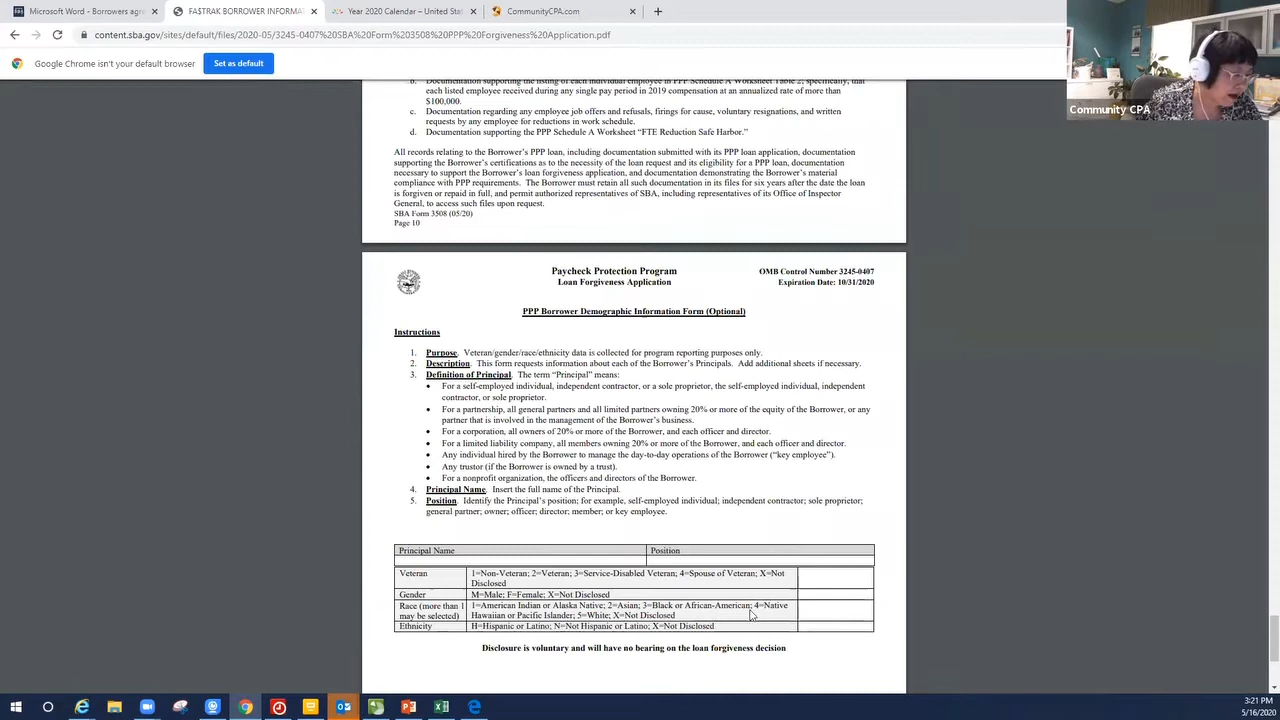 Microsoft Word - Borrowers agre
FA$TRAK BORROWER INFORMA
Year 2020 Calendar – United Stat
CommunityCPA.com
content.sba.gov/sites/default/files/2020-05/3245-0407%20SBA%20Form%203508%20PPP%20Forgiveness%20Application.pdf
Google Chrome isn't your default browser
Set as default
Community CPA
b. Documentation supporting the listing of each individual employee in PPP Schedule A Worksheet Table 2, specifically, that
each listed employee received during any single pay period in 2019 compensation at an annualized rate of more than
$100,000.
c. Documentation regarding any employee job offers and refusals, firings for cause, voluntary resignations, and written
requests by any employee for reductions in work schedule.
d. Documentation supporting the PPP Schedule A Worksheet “FTE Reduction Safe Harbor.”
All records relating to the Borrower’s PPP loan, including documentation submitted with its PPP loan application, documentation
supporting the Borrower’s certifications as to the necessity of the loan request and its eligibility for a PPP loan, documentation
necessary to support the Borrower’s loan forgiveness application, and documentation demonstrating the Borrower’s material
compliance with PPP requirements. The Borrower must retain all such documentation in its files for six years after the date the loan
is forgiven or repaid in full, and permit authorized representatives of SBA, including representatives of its Office of Inspector
General, to access such files upon request.
SBA Form 3508 (05/20)
Page 10
Paycheck Protection Program
Loan Forgiveness Application
OMB Control Number 3245-0407
Expiration Date: 10/31/2020
PPP Borrower Demographic Information Form (Optional)
Instructions
1. Purpose. Veteran/gender/race/ethnicity data is collected for program reporting purposes only.
2. Description. This form requests information about each of the Borrower’s Principals. Add additional sheets if necessary.
3. Definition of Principal. The term “Principal” means:
• For a self-employed individual, independent contractor, or a sole proprietor, the self-employed individual, independent
contractor, or sole proprietor.
• For a partnership, all general partners and all limited partners owning 20% or more of the equity of the Borrower, or any
partner that is involved in the management of the Borrower’s business.
• For a corporation, all owners of 20% or more of the Borrower, and each officer and director.
• For a limited liability company, all members owning 20% or more of the Borrower, and each officer and director.
• Any individual hired by the Borrower to manage the day-to-day operations of the Borrower (“key employee”).
• Any trustor (if the Borrower is owned by a trust).
• For a nonprofit organization, the officers and directors of the Borrower.
4. Principal Name. Insert the full name of the Principal.
5. Position. Identify the Principal’s position; for example, self-employed individual; independent contractor; sole proprietor;
general partner; owner; officer; director; member; or key employee.
Principal Name Position
Veteran 1=Non-Veteran; 2=Veteran; 3=Service-Disabled Veteran; 4=Spouse of Veteran; X=Not
Disclosed
Gender M=Male; F=Female; X=Not Disclosed
Race (more than 1 1=American Indian or Alaska Native; 2=Asian; 3=Black or African-American; 4=Native
may be selected) Hawaiian or Pacific Islander; 5=White; X=Not Disclosed
Ethnicity H=Hispanic or Latino; N=Not Hispanic or Latino; X=Not Disclosed
Disclosure is voluntary and will have no bearing on the loan forgiveness decision
3:21 PM
5/16/2020